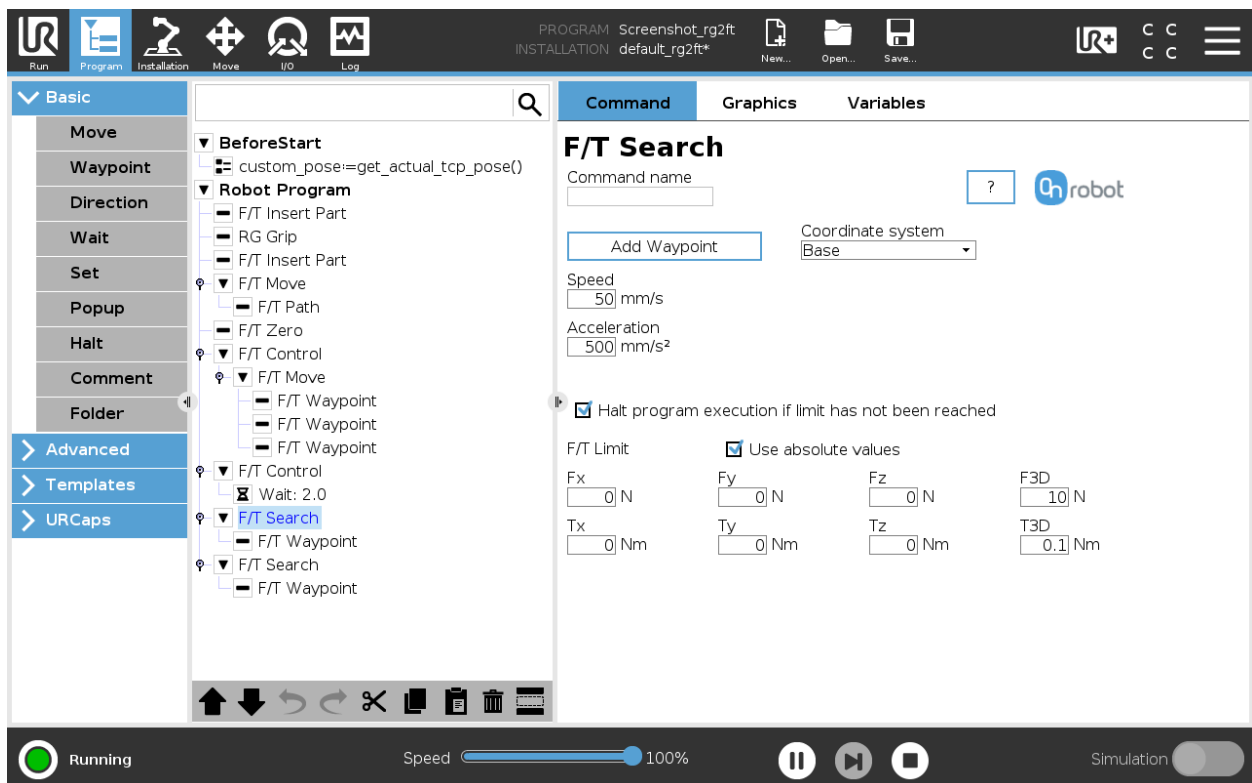 PROGRAM Screenshot_rg2ft
INSTALLATION default_rg2ft*
Run Program Installation Move I/O Log New... Open... Save...
UR+
C C
C C
Basic
Move
Waypoint
Direction
Wait
Set
Popup
Halt
Comment
Folder
Advanced
Templates
URCaps
BeforeStart
custom_pose:=get_actual_tcp_pose()
Robot Program
F/T Insert Part
RG Grip
F/T Insert Part
F/T Move
F/T Path
F/T Zero
F/T Control
F/T Move
F/T Waypoint
F/T Waypoint
F/T Waypoint
F/T Control
Wait: 2.0
F/T Search
F/T Waypoint
F/T Search
F/T Waypoint
Command Graphics Variables
F/T Search
Command name
? OnRobot
Add Waypoint
Coordinate system
Base
Speed
50 mm/s
Acceleration
500 mm/s²
Halt program execution if limit has not been reached
F/T Limit Use absolute values
Fx Fy Fz F3D
0 N 0 N 0 N 10 N
Tx Ty Tz T3D
0 Nm 0 Nm 0 Nm 0.1 Nm
Running Speed 100% Simulation